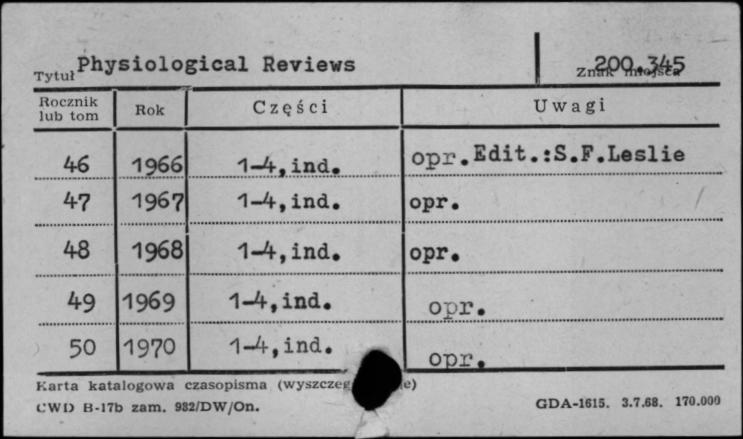 Tytuł Physiological Reviews 200.345
Znak miejsca
Rocznik lub tom Rok Części Uwagi
46 1966 1-4,ind. opr.Edit.:S.F.Leslie
47 1967 1-4,ind. opr.
48 1968 1-4,ind. opr.
49 1969 1-4,ind. opr.
50 1970 1-4,ind. opr.
Karta katalogowa czasopisma (wyszczeg e)
CWD B-17b zam. 982/DW/On. GDA-1615. 3.7.68. 170.000